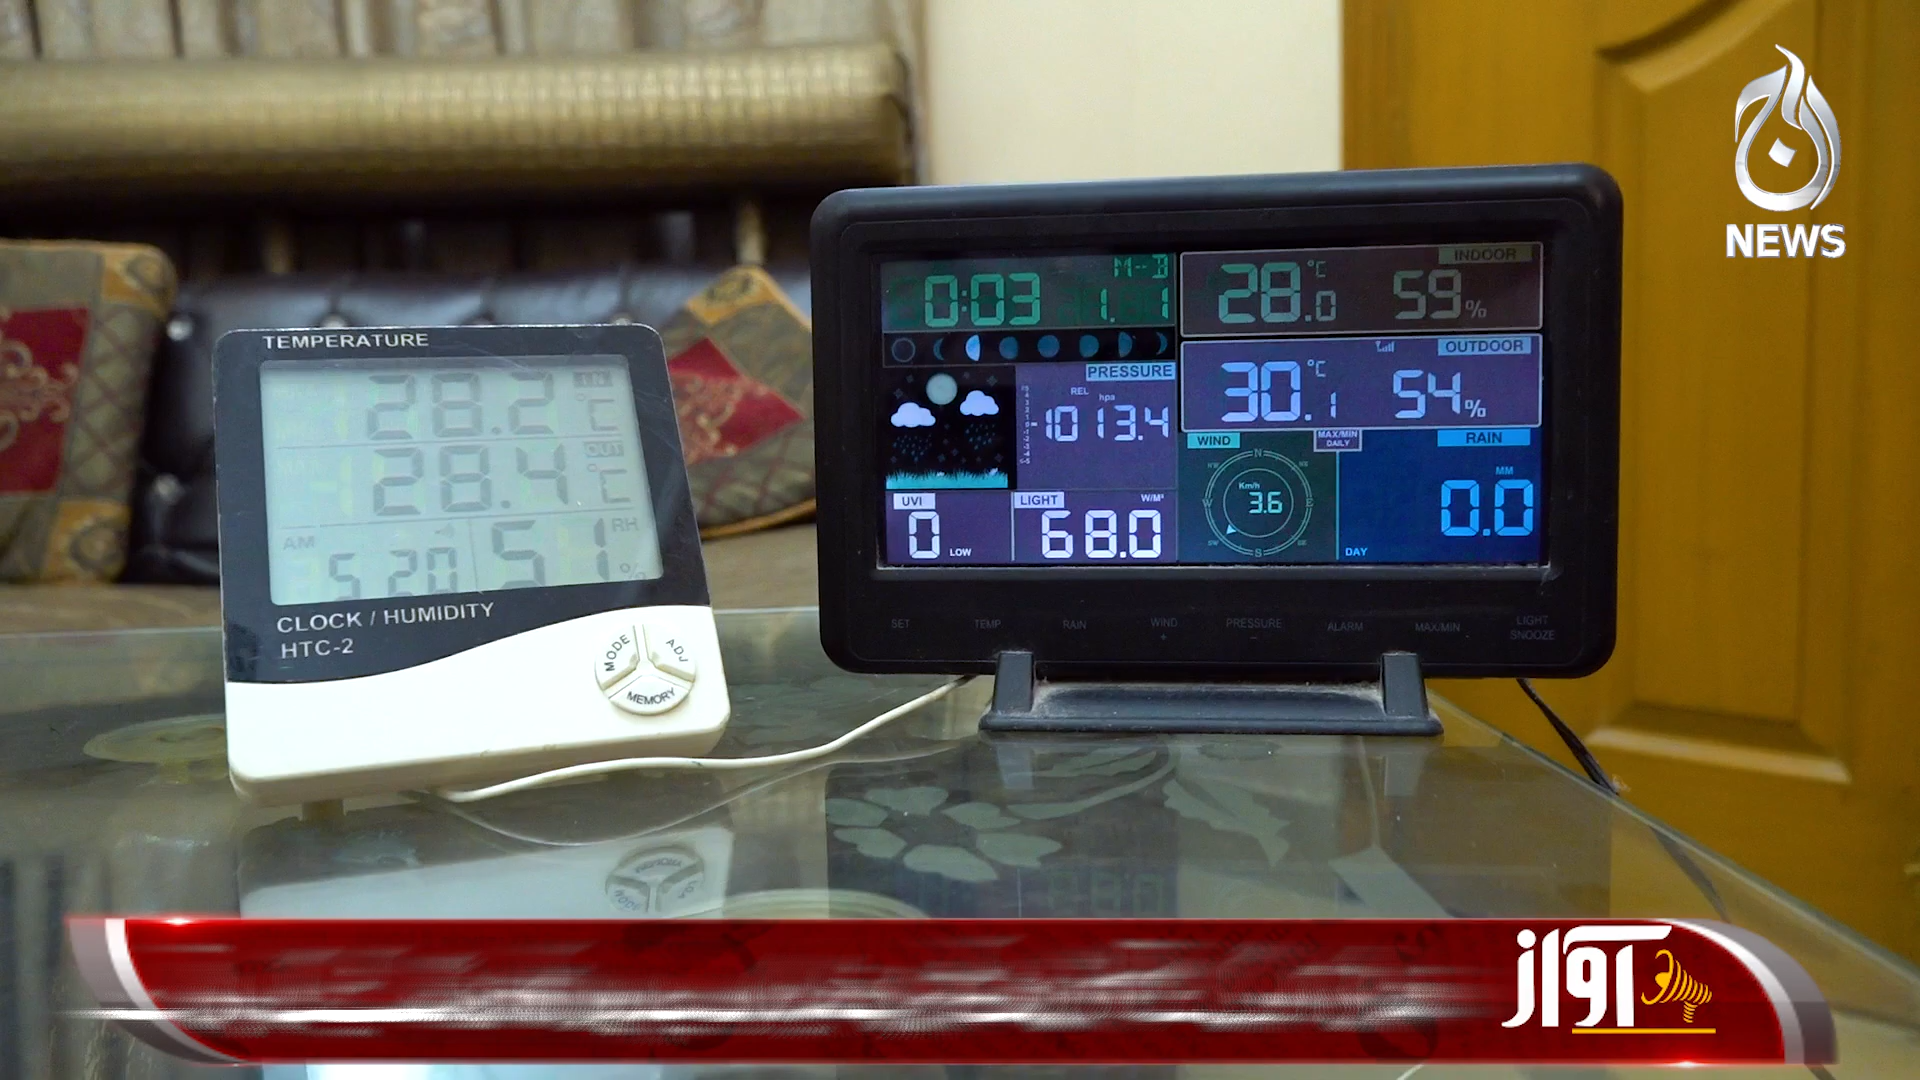 NEWS
TEMPERATURE
28.2 °C IN
28.4 °C OUT
AM 5 20 51 % RH
CLOCK / HUMIDITY
HTC-2
MODE
ADJ
MEMORY
0:03 M--B 1. 1
INDOOR
28.0 °C 59%
OUTDOOR
30.1 °C 54%
PRESSURE
REL hpa
1013.4
UVI
0 LOW
LIGHT W/M²
68.0
WIND
MAX/MIN
DAILY
N
Km/h
3.6
S
RAIN
MM
0.0
DAY
SET
TEMP
RAIN
WIND
+
PRESSURE
−
ALARM
MAX/MIN
LIGHT
SNOOZE
آواز